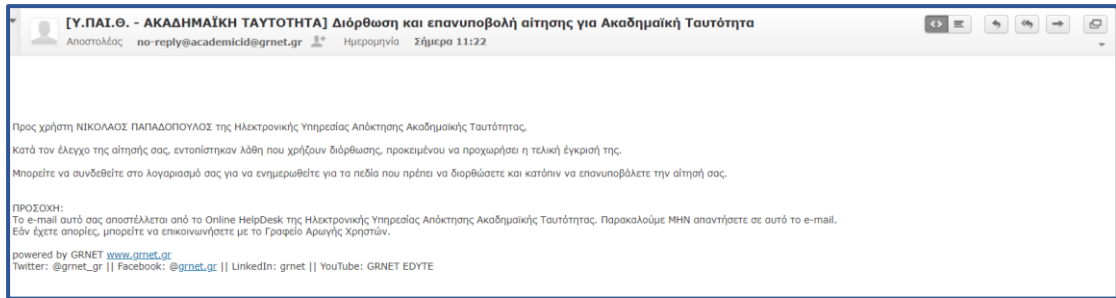 [Υ.ΠΑΙ.Θ. - ΑΚΑΔΗΜΑΪΚΗ ΤΑΥΤΟΤΗΤΑ] Διόρθωση και επανυποβολή αίτησης για Ακαδημαϊκή Ταυτότητα
Αποστολέας no-reply@academicid@grnet.gr Ημερομηνία Σήμερα 11:22
Προς χρήστη ΝΙΚΟΛΑΟΣ ΠΑΠΑΔΟΠΟΥΛΟΣ της Ηλεκτρονικής Υπηρεσίας Απόκτησης Ακαδημαϊκής Ταυτότητας,
Κατά τον έλεγχο της αίτησής σας, εντοπίστηκαν λάθη που χρήζουν διόρθωσης, προκειμένου να προχωρήσει η τελική έγκρισή της.
Μπορείτε να συνδεθείτε στο λογαριασμό σας για να ενημερωθείτε για τα πεδία που πρέπει να διορθώσετε και κατόπιν να επανυποβάλετε την αίτησή σας.
ΠΡΟΣΟΧΗ:
Το e-mail αυτό σας αποστέλλεται από το Online HelpDesk της Ηλεκτρονικής Υπηρεσίας Απόκτησης Ακαδημαϊκής Ταυτότητας. Παρακαλούμε ΜΗΝ απαντήσετε σε αυτό το e-mail.
Εάν έχετε απορίες, μπορείτε να επικοινωνήσετε με το Γραφείο Αρωγής Χρηστών.
powered by GRNET www.grnet.gr
Twitter: @grnet_gr || Facebook: @grnet.gr || LinkedIn: grnet || YouTube: GRNET EDYTE